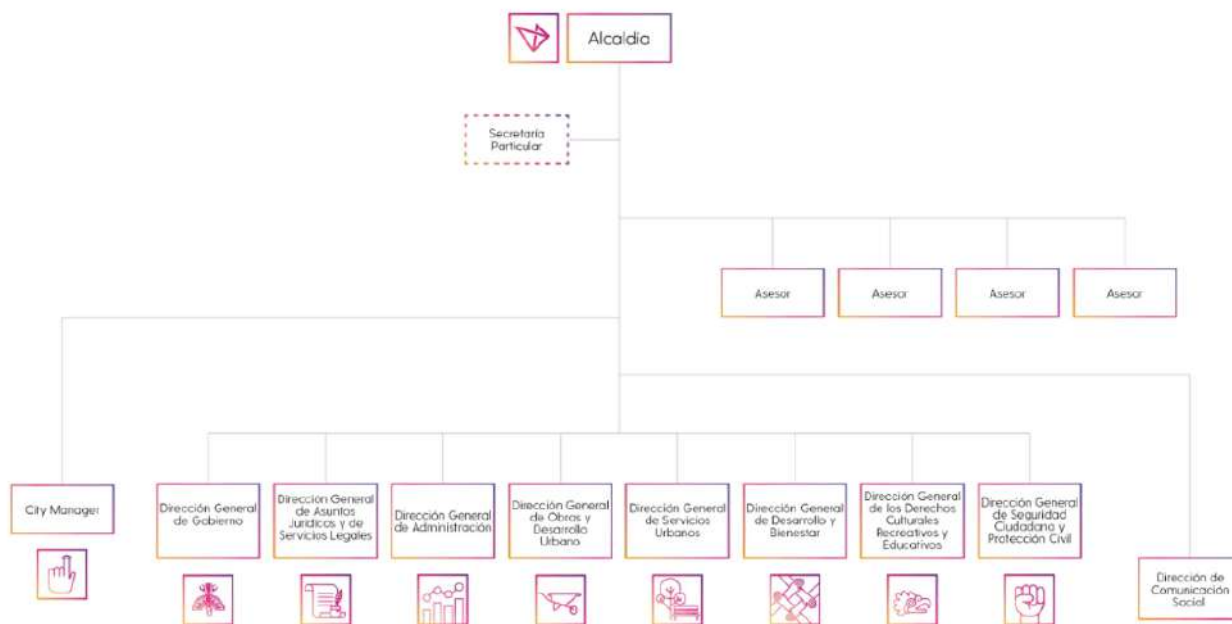 Alcaldía
Secretaría
Particular
Asesor
Asesor
Asesor
Asesor
City Manager
Dirección General
de Gobierno
Dirección General
de Asuntos
Jurídicos y de
Servicios Legales
Dirección General
de Administración
Dirección General
de Obras y
Desarrollo
Urbano
Dirección General
de Servicios
Urbanos
Dirección General
de Desarrollo y
Bienestar
Dirección General
de los Derechos
Culturales
Recreativos y
Educativos
Dirección General
de Seguridad
Ciudadana y
Protección Civil
Dirección de
Comunicación
Social